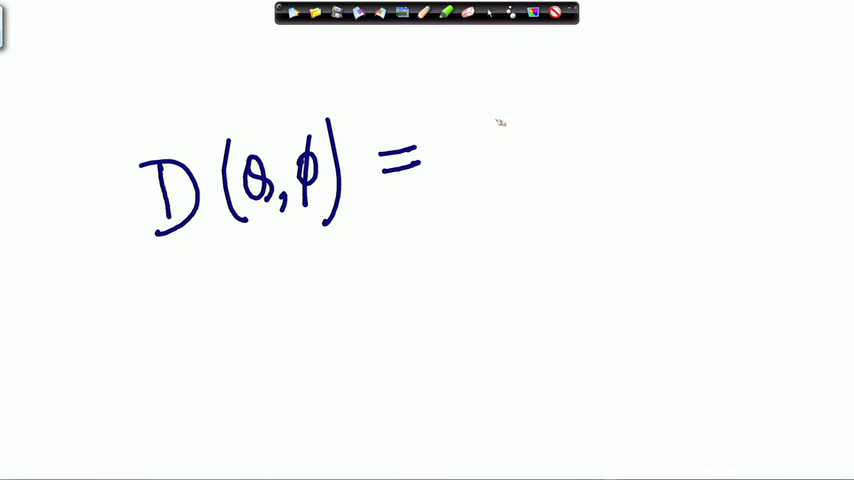 D(θ,φ) =